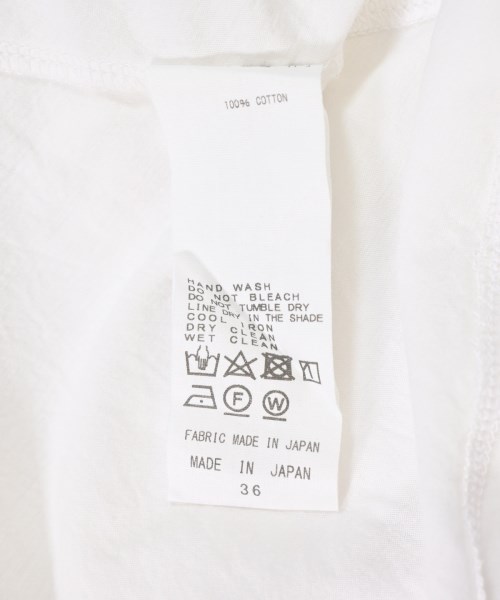 100% COTTON
HAND WASH
DO NOT BLEACH
DO NOT TUMBLE DRY
LINE DRY IN THE SHADE
COOL IRON
DRY CLEAN
WET CLEAN
F W
FABRIC MADE IN JAPAN
MADE IN JAPAN
36